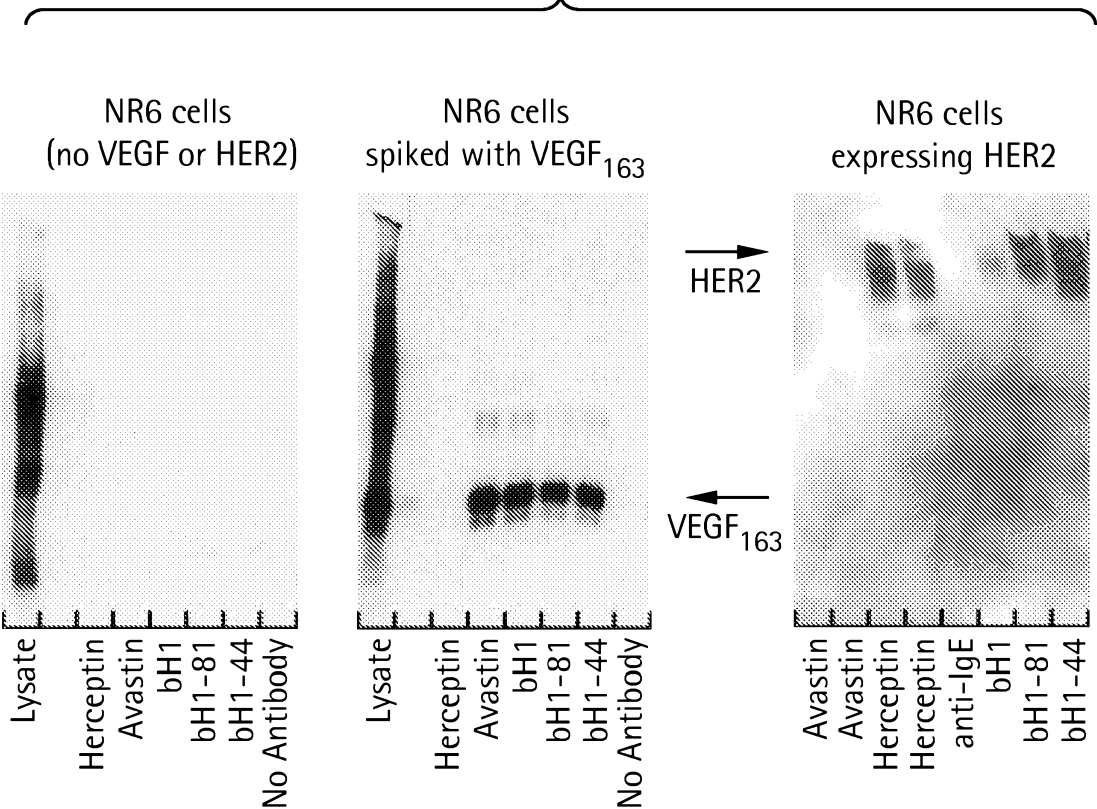 NR6 cells
(no VEGF or HER2)
NR6 cells
spiked with VEGF163
NR6 cells
expressing HER2
HER2
VEGF163
Lysate
Herceptin
Avastin
bH1
bH1-81
bH1-44
No Antibody
Lysate
Herceptin
Avastin
bH1
bH1-81
bH1-44
No Antibody
Avastin
Avastin
Herceptin
Herceptin
anti-IgE
bH1
bH1-81
bH1-44